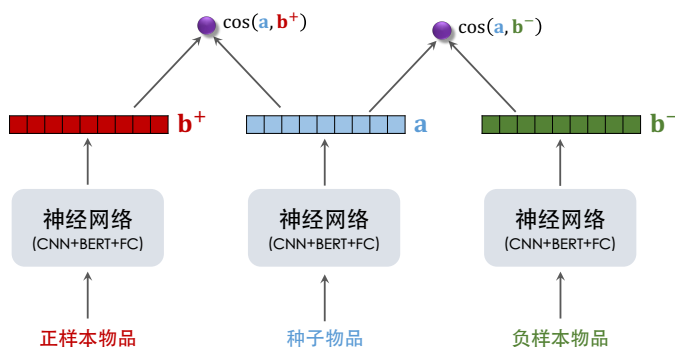 cos(a, b⁺)
cos(a, b⁻)
b⁺
a
b⁻
神经网络
(CNN+BERT+FC)
神经网络
(CNN+BERT+FC)
神经网络
(CNN+BERT+FC)
正样本物品
种子物品
负样本物品